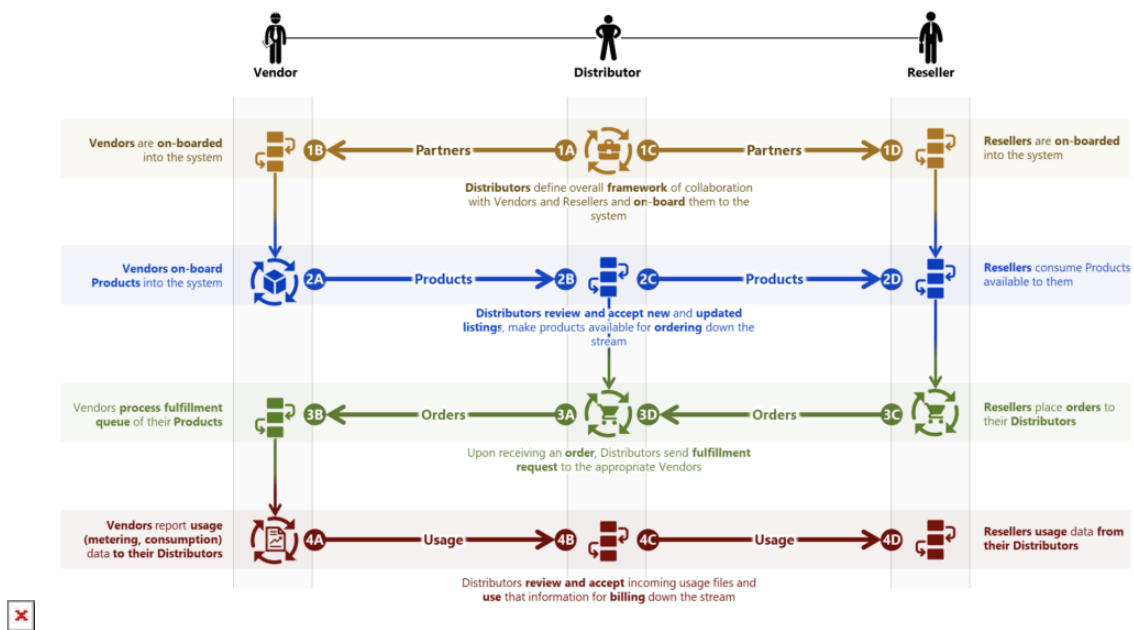 Vendor
Distributor
Reseller
Vendors are on-boarded
into the system
1B
Partners
1A
1C
Partners
1D
Resellers are on-boarded
into the system
Distributors define overall framework of collaboration
with Vendors and Resellers and on-board them to the
system
Vendors on-board
Products into the system
2A
Products
2B
2C
Products
2D
Resellers consume Products
available to them
Distributors review and accept new and updated
listings, make products available for ordering down the
stream
Vendors process fulfillment
queue of their Products
3B
Orders
3A
3D
Orders
3C
Resellers place orders to
their Distributors
Upon receiving an order, Distributors send fulfillment
request to the appropriate Vendors
Vendors report usage
(metering, consumption)
data to their Distributors
4A
Usage
4B
4C
Usage
4D
Resellers usage data from
their Distributors
Distributors review and accept incoming usage files and
use that information for billing down the stream